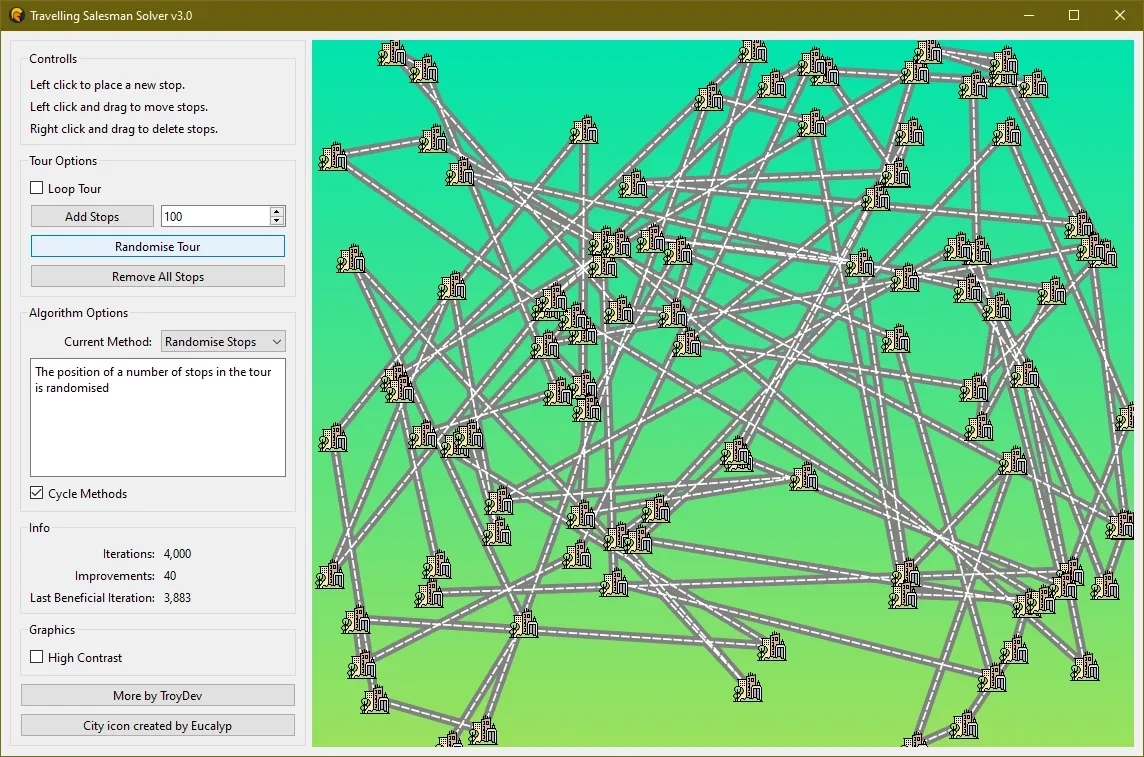 Travelling Salesman Solver v3.0
Controlls
Left click to place a new stop.
Left click and drag to move stops.
Right click and drag to delete stops.
Tour Options
Loop Tour
Add Stops 100
Randomise Tour
Remove All Stops
Algorithm Options
Current Method: Randomise Stops
The position of a number of stops in the tour
is randomised
Cycle Methods
Info
Iterations: 4,000
Improvements: 40
Last Beneficial Iteration: 3,883
Graphics
High Contrast
More by TroyDev
City icon created by Eucalyp